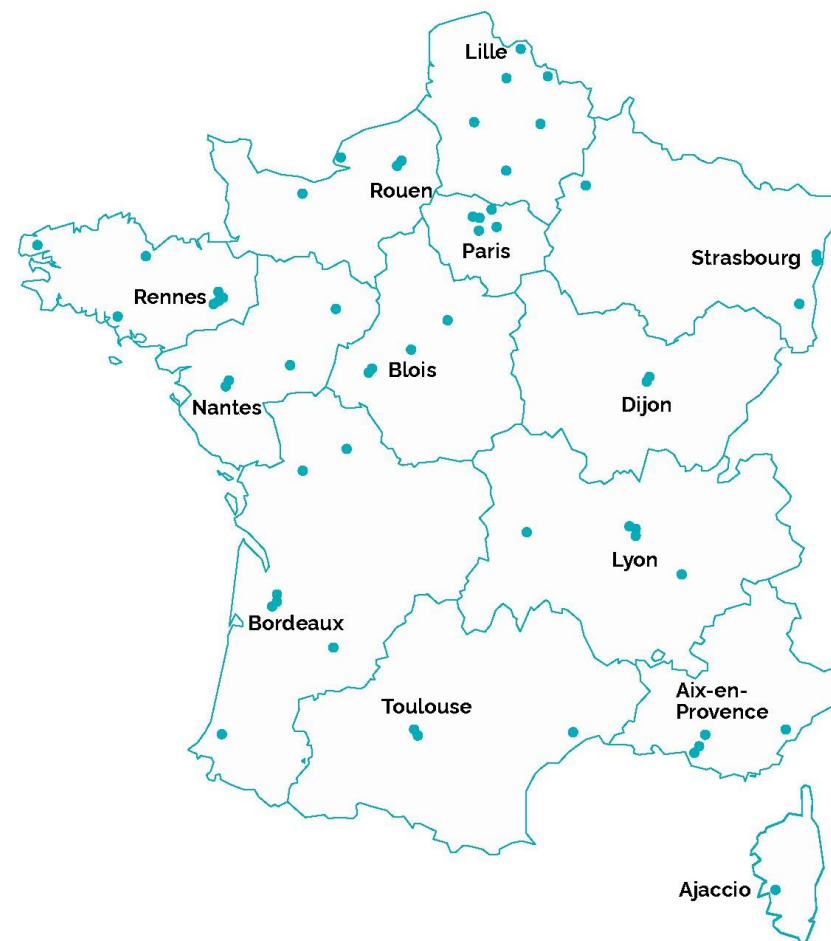 Lille
Rouen
Paris
Strasbourg
Rennes
Blois
Nantes
Dijon
Lyon
Bordeaux
Toulouse
Aix-en-
Provence
Ajaccio